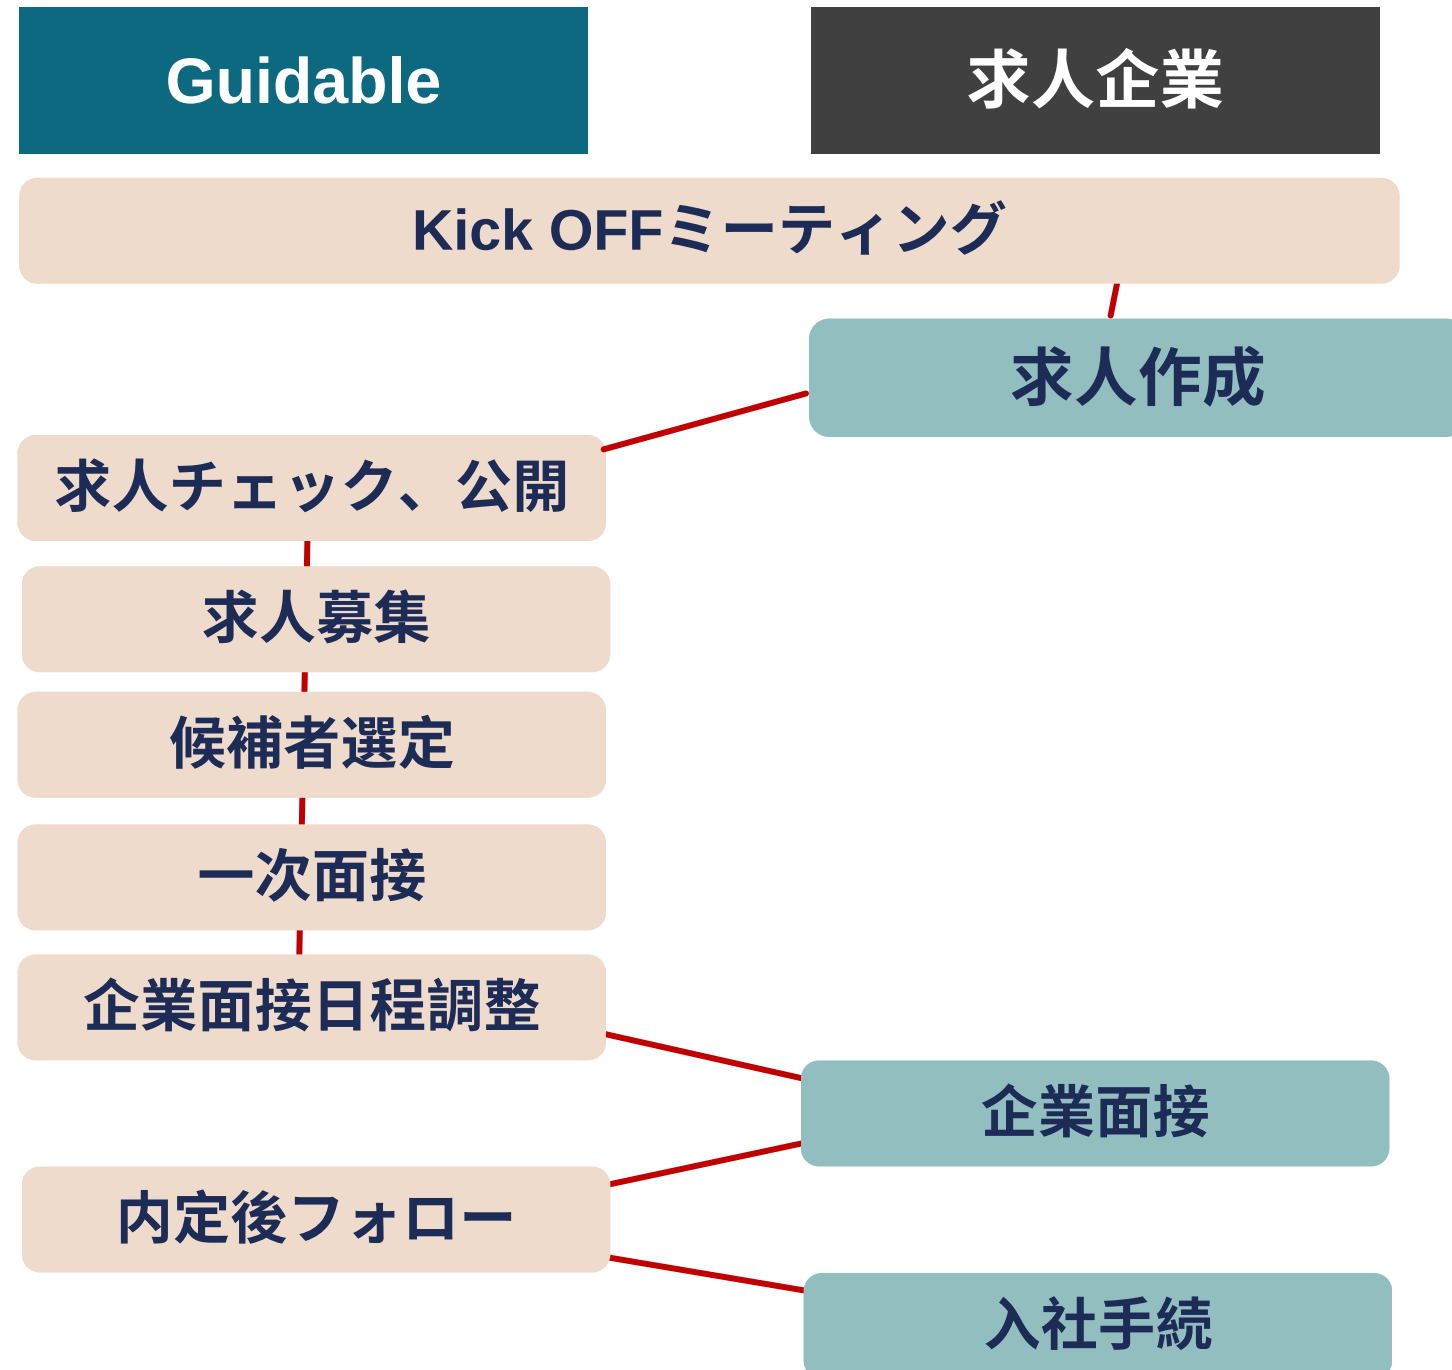 Guidable
求人企業
Kick OFFミーティング
求人作成
求人チェック、公開
求人募集
候補者選定
一次面接
企業面接日程調整
企業面接
内定後フォロー
入社手続